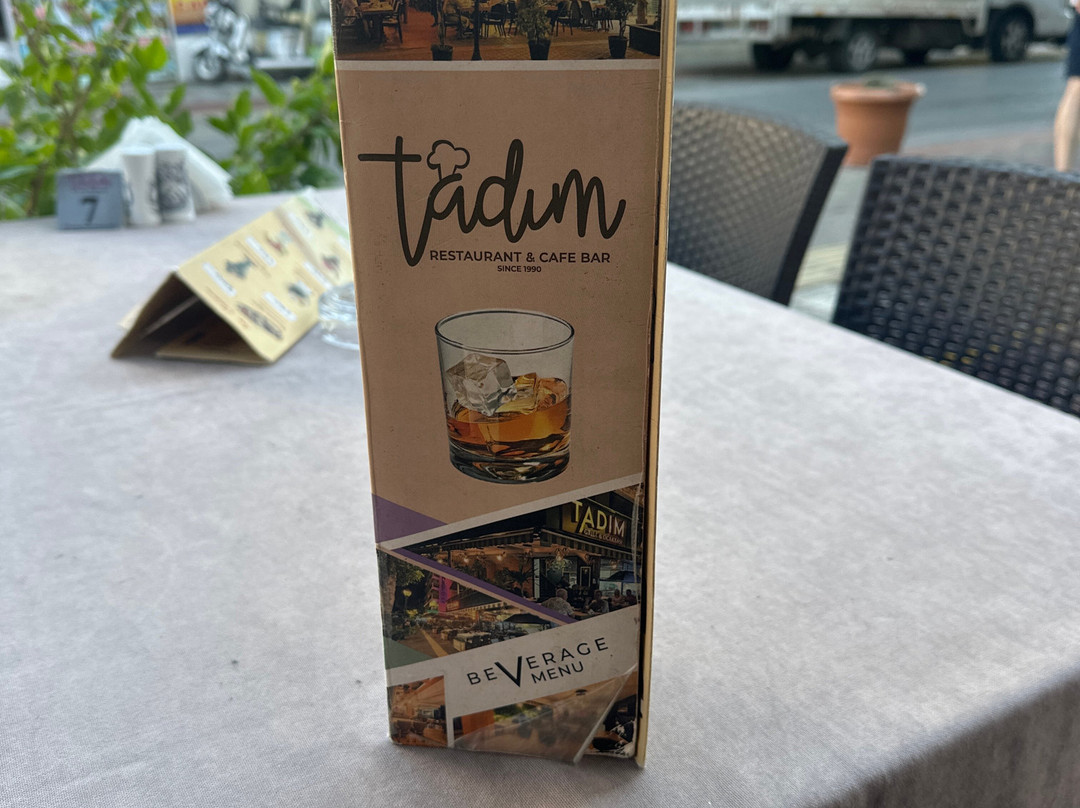 tadım
RESTAURANT & CAFE BAR
SINCE 1990
7
TADIM
BEVERAGE
MENU